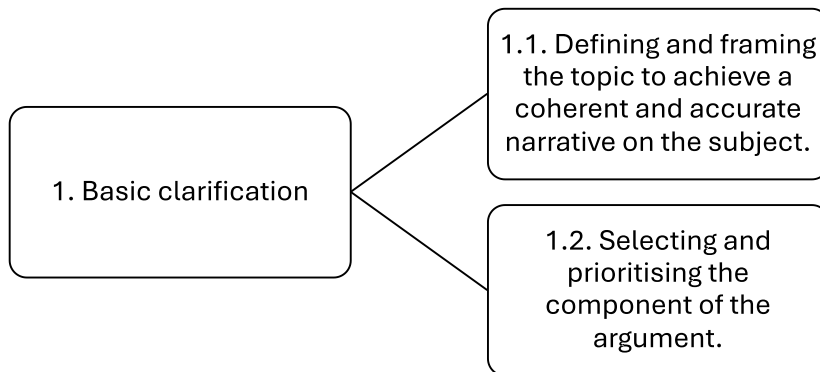 1. Basic clarification
1.1. Defining and framing
the topic to achieve a
coherent and accurate
narrative on the subject.
1.2. Selecting and
prioritising the
component of the
argument.